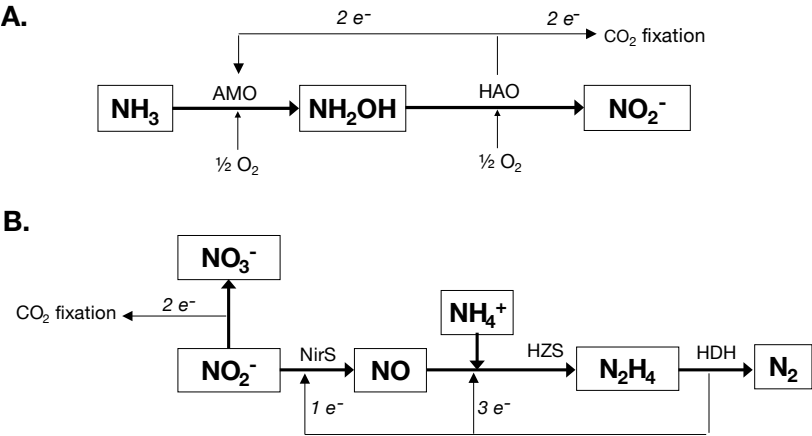 A.
2 e⁻ 2 e⁻
CO₂ fixation
AMO HAO
NH₃ NH₂OH NO₂⁻
½ O₂ ½ O₂
B.
NO₃⁻
CO₂ fixation 2 e⁻
NH₄⁺
NirS HZS HDH
NO₂⁻ NO N₂H₄ N₂
1 e⁻ 3 e⁻